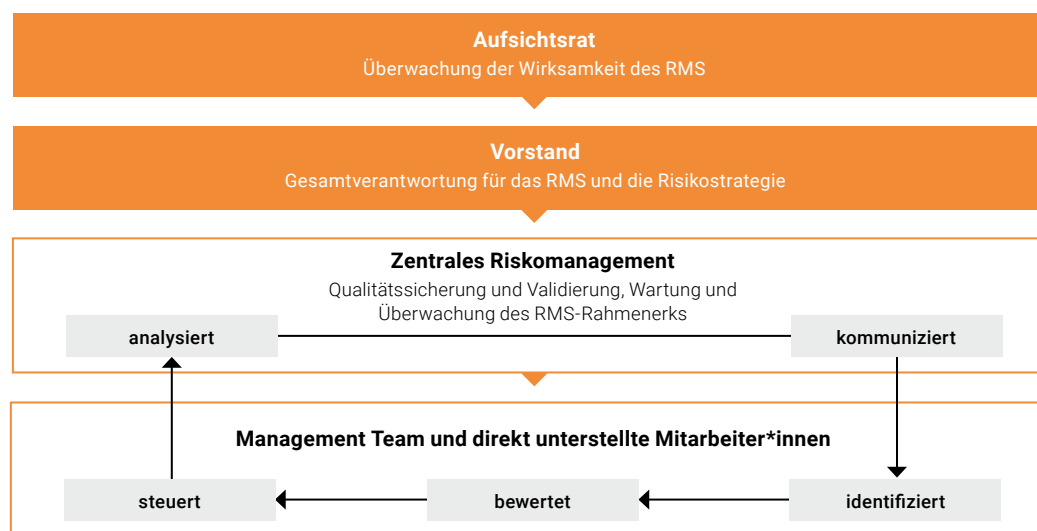 Aufsichtsrat
Überwachung der Wirksamkeit des RMS
Vorstand
Gesamtverantwortung für das RMS und die Risikostrategie
Zentrales Riskomanagement
Qualitätssicherung und Validierung, Wartung und
Überwachung des RMS-Rahmenerks
analysiert
kommuniziert
Management Team und direkt unterstellte Mitarbeiter*innen
steuert
bewertet
identifiziert